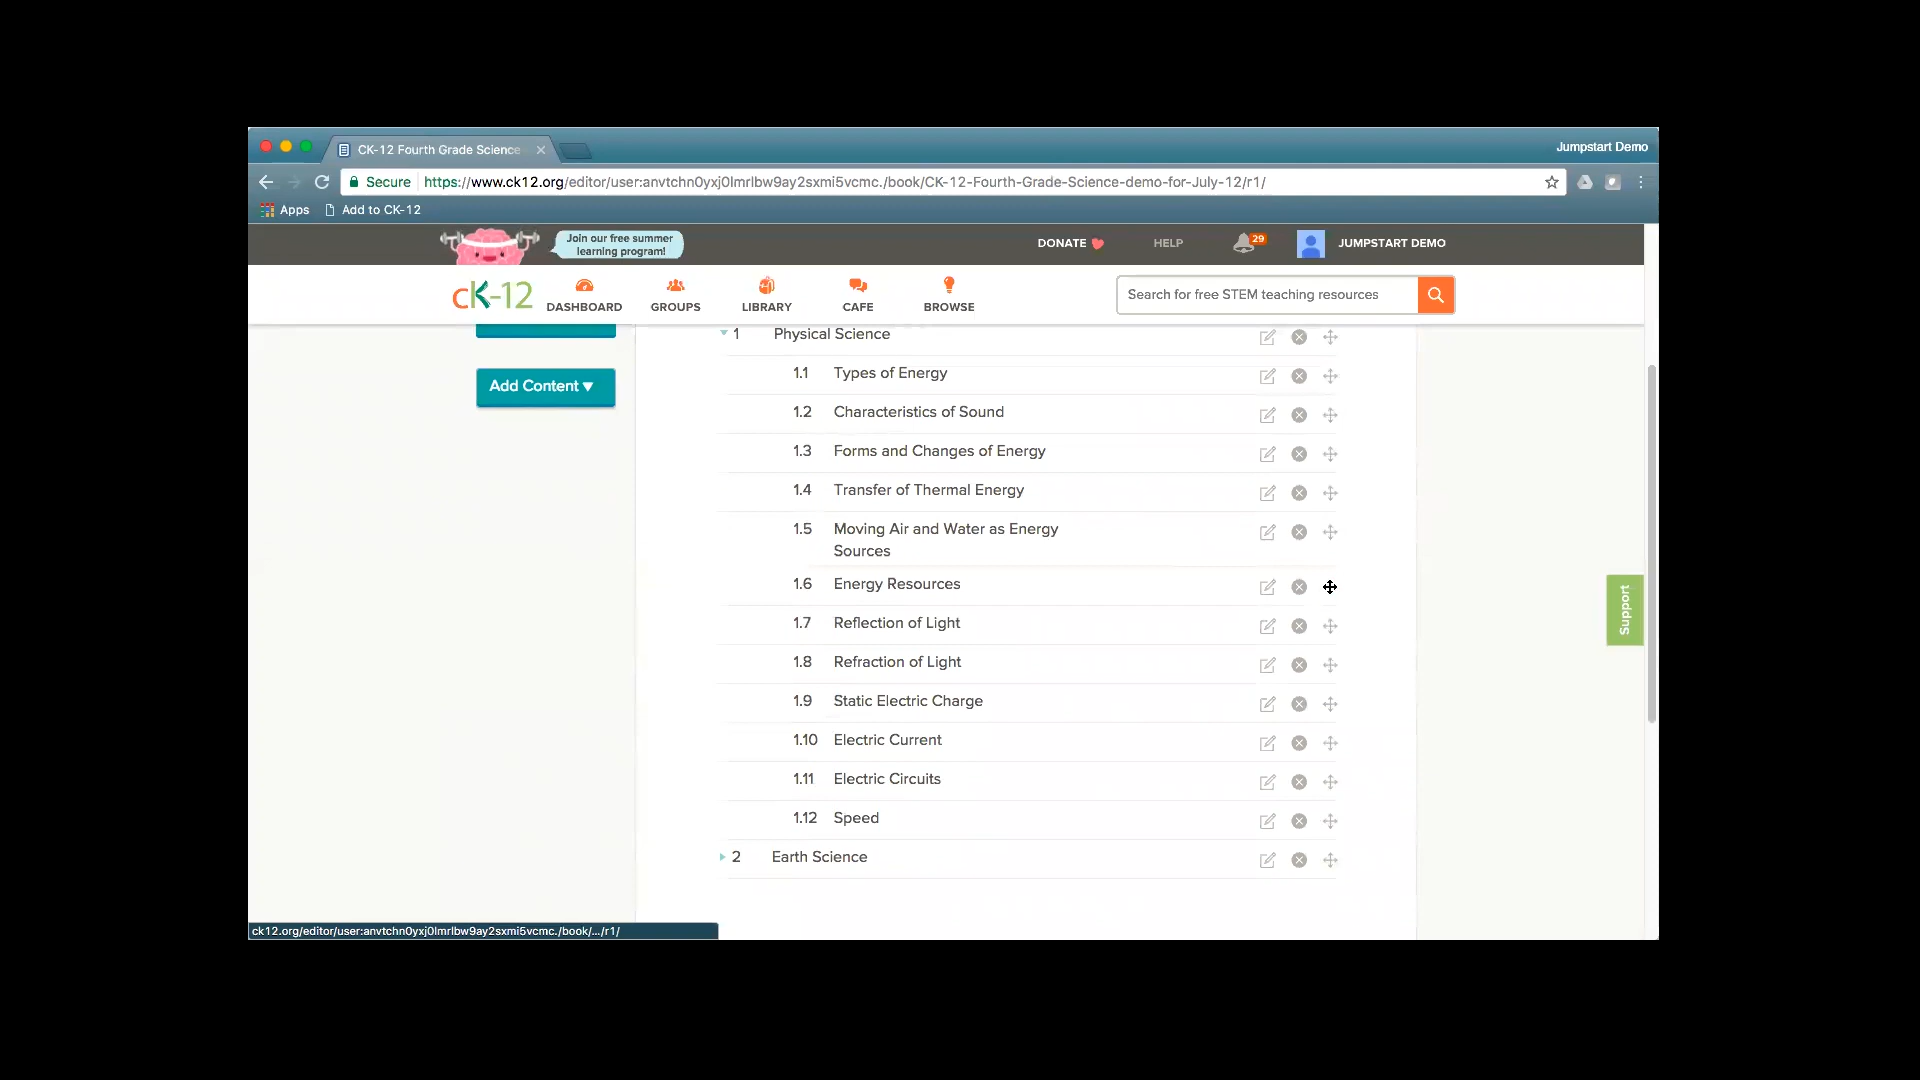 CK-12 Fourth Grade Science
Jumpstart Demo
Secure
https://www.ck12.org/editor/user:anvtchn0yxj0lmrlbw9ay2sxmi5vcmc./book/CK-12-Fourth-Grade-Science-demo-for-July-12/r1/
Apps
Add to CK-12
Join our free summer
learning program!
DONATE
HELP
29
JUMPSTART DEMO
cK-12
DASHBOARD
GROUPS
LIBRARY
CAFE
BROWSE
Search for free STEM teaching resources
Add Content
1 Physical Science
1.1 Types of Energy
1.2 Characteristics of Sound
1.3 Forms and Changes of Energy
1.4 Transfer of Thermal Energy
1.5 Moving Air and Water as Energy
Sources
1.6 Energy Resources
1.7 Reflection of Light
1.8 Refraction of Light
1.9 Static Electric Charge
1.10 Electric Current
1.11 Electric Circuits
1.12 Speed
2 Earth Science
Support
ck12.org/editor/user:anvtchn0yxj0lmrlbw9ay2sxmi5vcmc./book/.../r1/